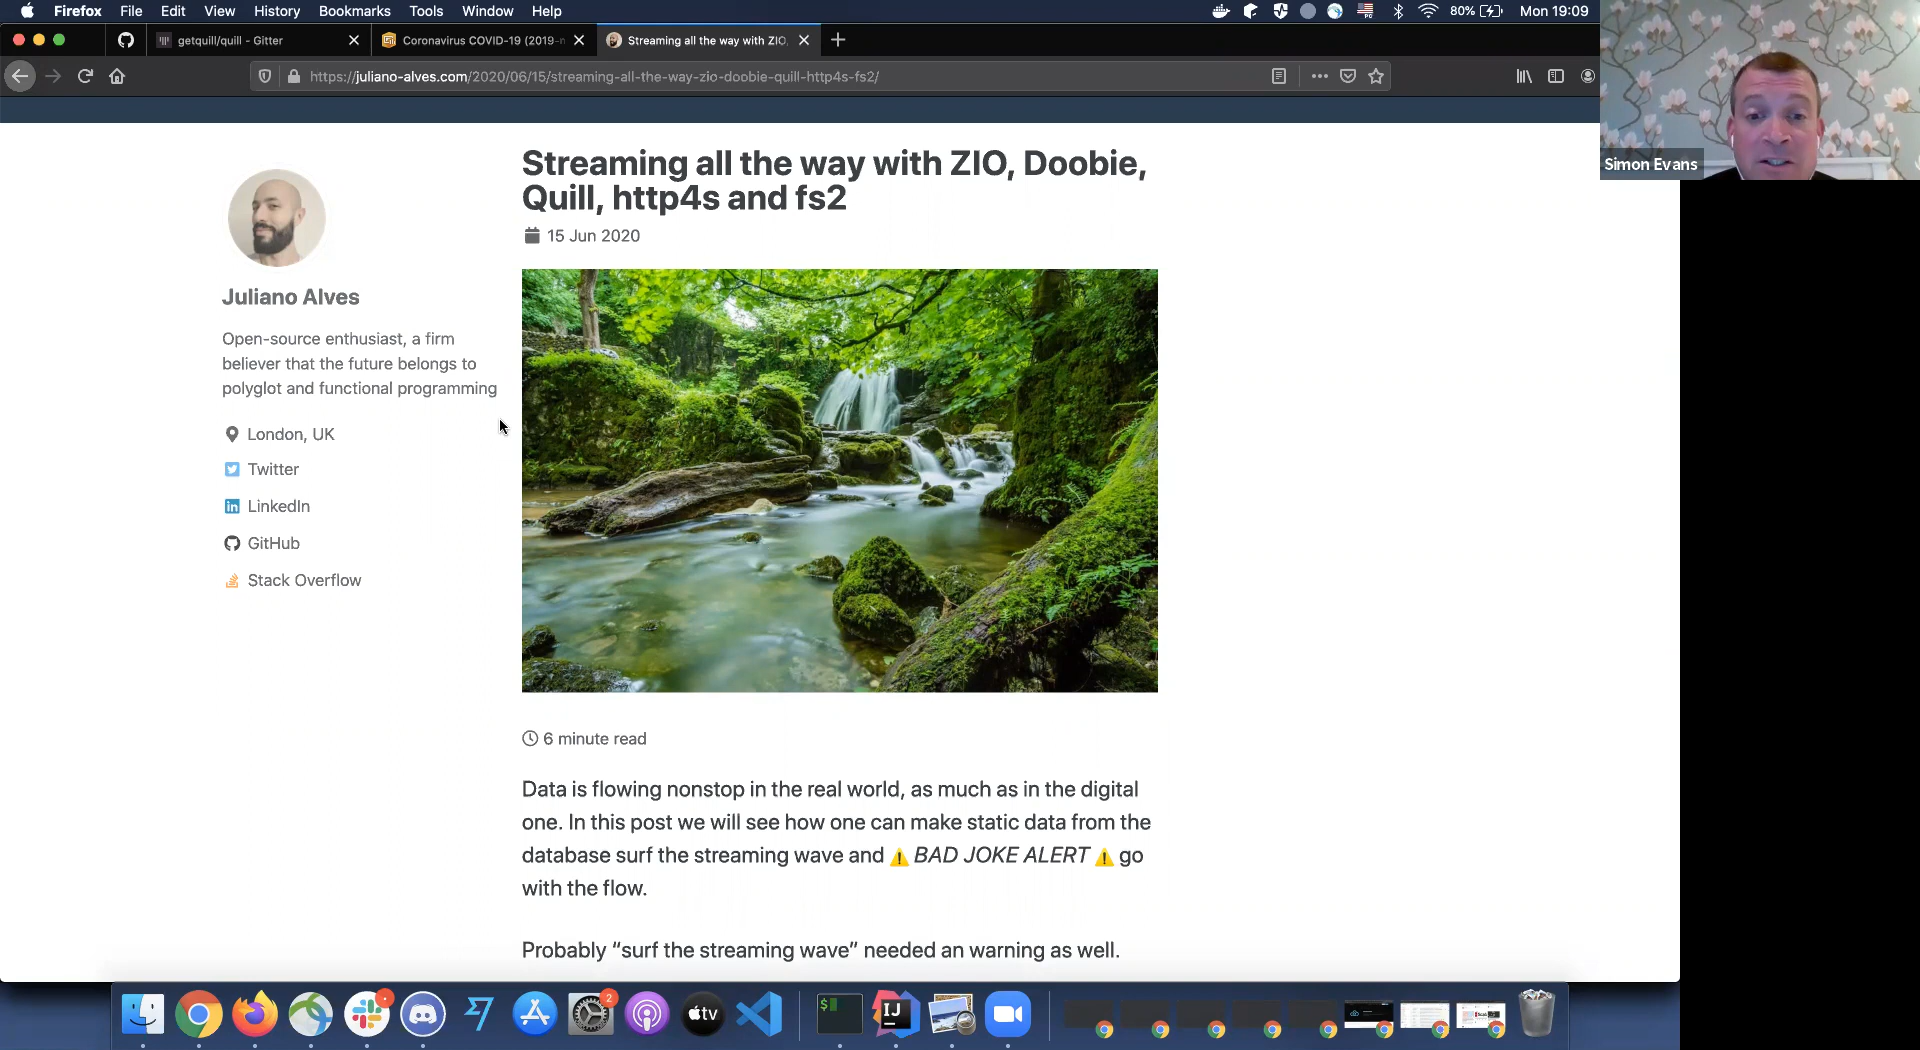 Firefox File Edit View History Bookmarks Tools Window Help 80% Mon 19:09
getquill/quill - Gitter Coronavirus COVID-19 (2019-n Streaming all the way with ZIO,
https://juliano-alves.com/2020/06/15/streaming-all-the-way-zio-doobie-quill-http4s-fs2/
Simon Evans
Streaming all the way with ZIO, Doobie,
Quill, http4s and fs2
15 Jun 2020
Juliano Alves
Open-source enthusiast, a firm
believer that the future belongs to
polyglot and functional programming
London, UK
Twitter
LinkedIn
GitHub
Stack Overflow
6 minute read
Data is flowing nonstop in the real world, as much as in the digital
one. In this post we will see how one can make static data from the
database surf the streaming wave and ⚠️ BAD JOKE ALERT ⚠️ go
with the flow.
Probably “surf the streaming wave” needed an warning as well.
2
tv
$
IJ